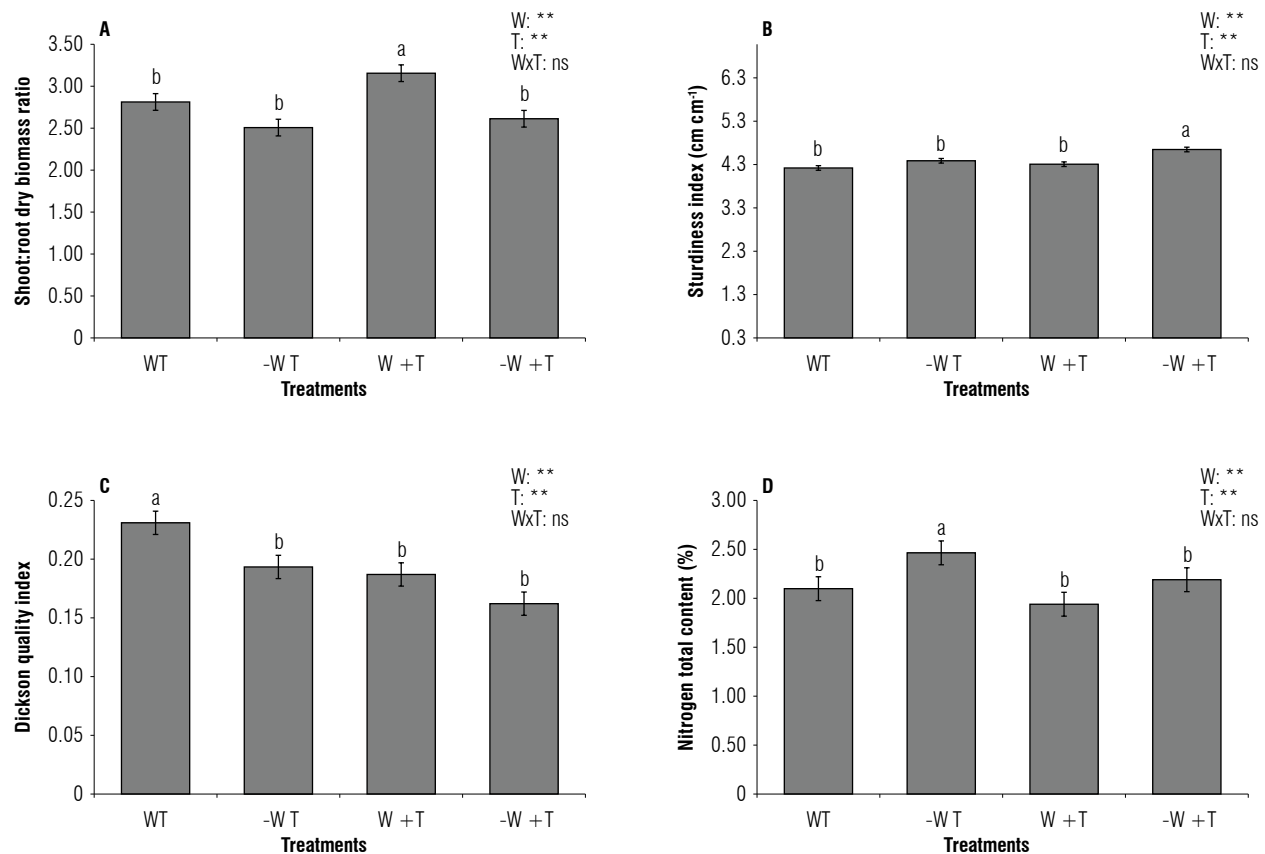 A
W: **
T: **
WxT: ns
Shoot:root dry biomass ratio
3.50
3.00
2.50
2.00
1.50
1.00
0.50
0
b
b
a
b
WT
-W T
W +T
-W +T
Treatments
B
W: **
T: **
WxT: ns
Sturdiness index (cm cm⁻¹)
6.3
5.3
4.3
3.3
2.3
1.3
0.3
b
b
b
a
WT
-W T
W +T
-W +T
Treatments
C
W: **
T: **
WxT: ns
Dickson quality index
0.25
0.20
0.15
0.10
0.05
0
a
b
b
b
WT
-W T
W +T
-W +T
Treatments
D
W: **
T: **
WxT: ns
Nitrogen total content (%)
3.00
2.50
2.00
1.50
1.00
0.50
0
b
a
b
b
WT
-W T
W +T
-W +T
Treatments